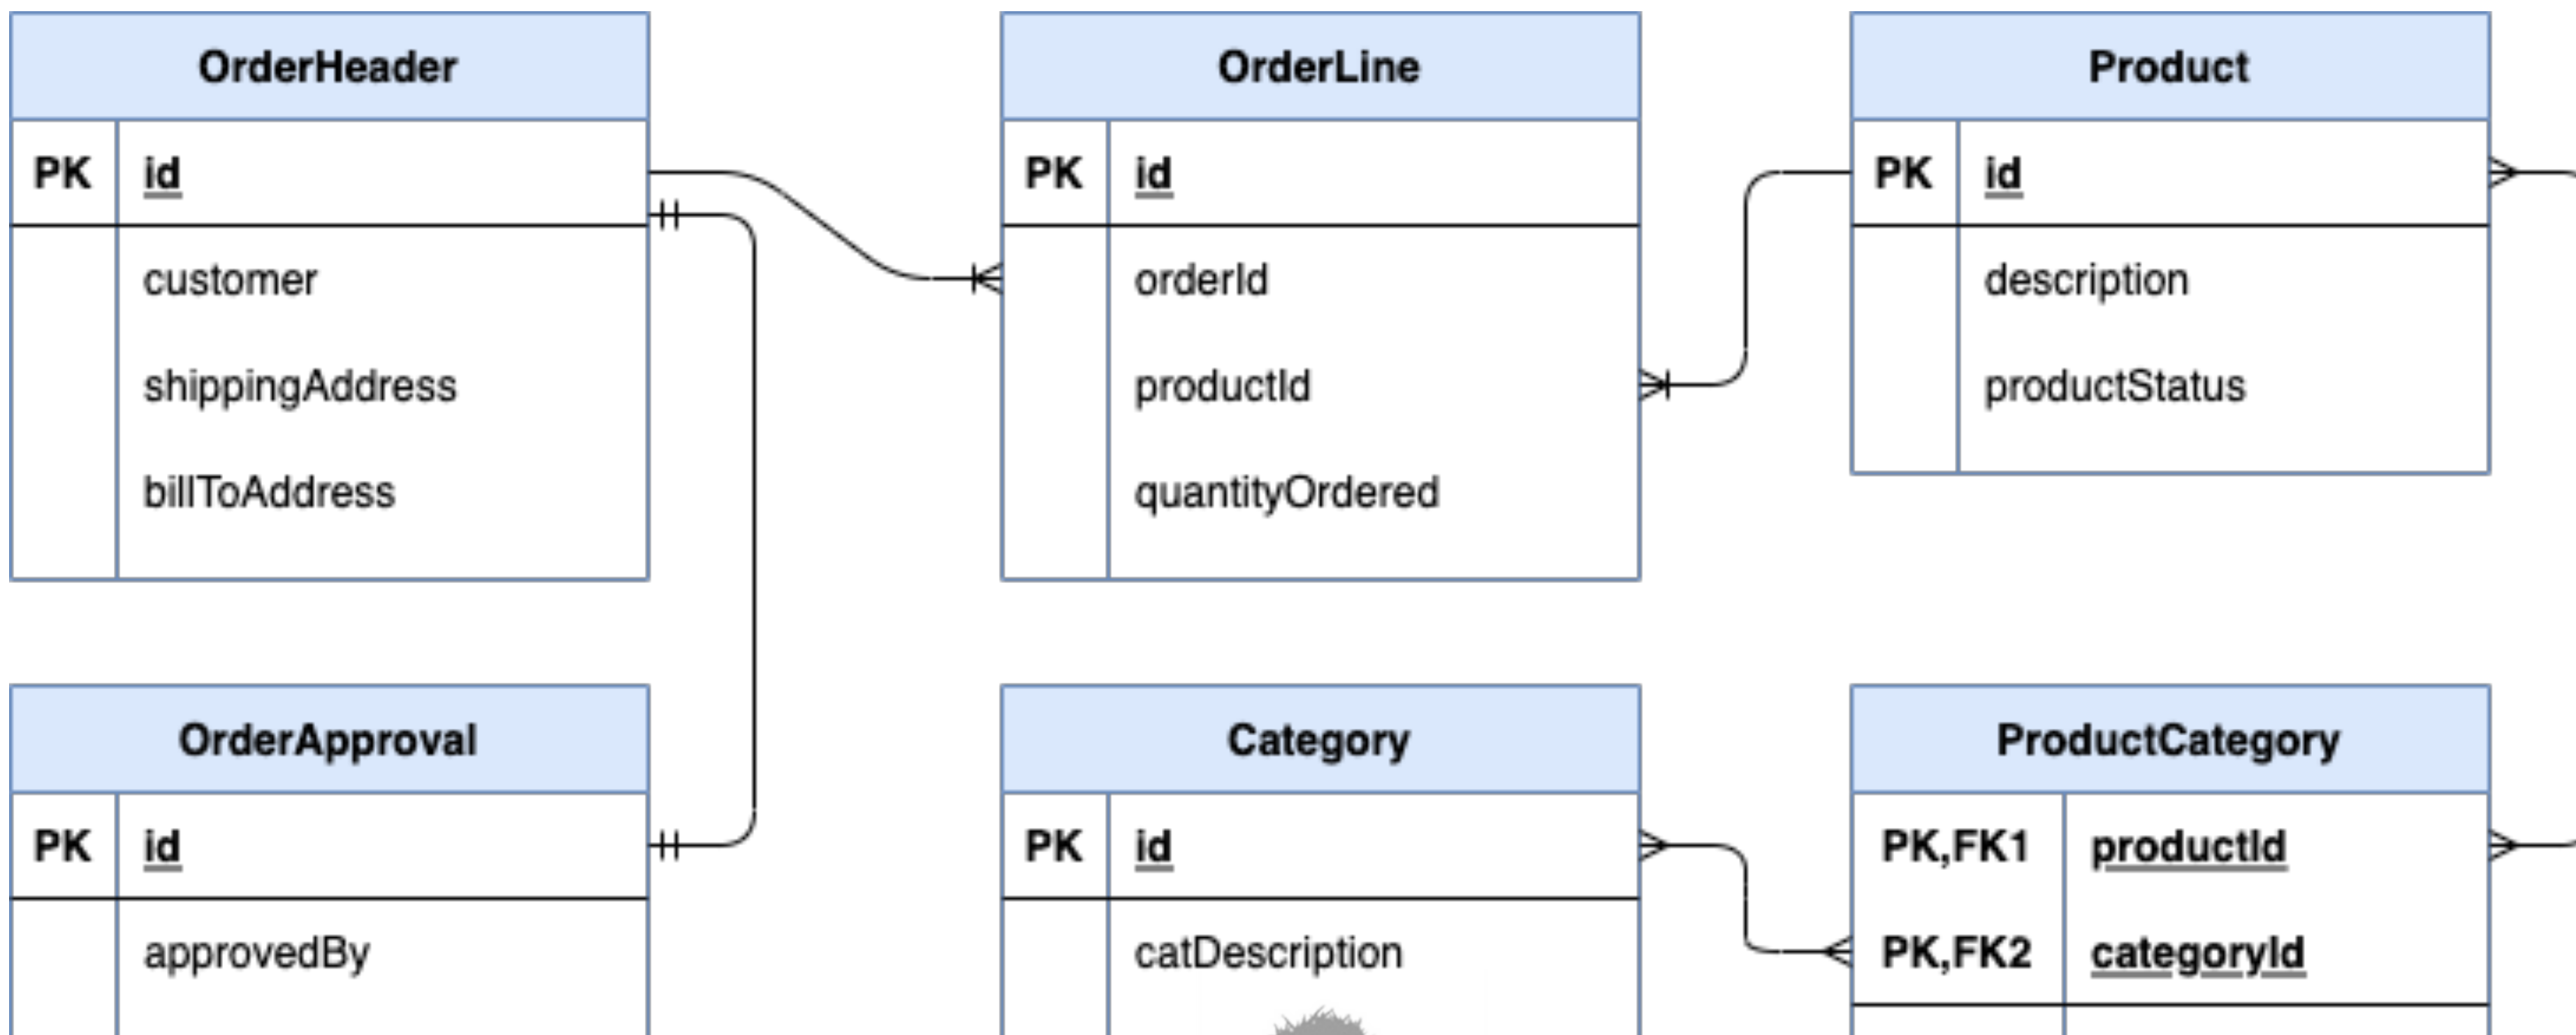 OrderHeader
PK id
customer
shippingAddress
billToAddress
OrderLine
PK id
orderId
productId
quantityOrdered
Product
PK id
description
productStatus
OrderApproval
PK id
approvedBy
Category
PK id
catDescription
ProductCategory
PK,FK1 productId
PK,FK2 categoryId